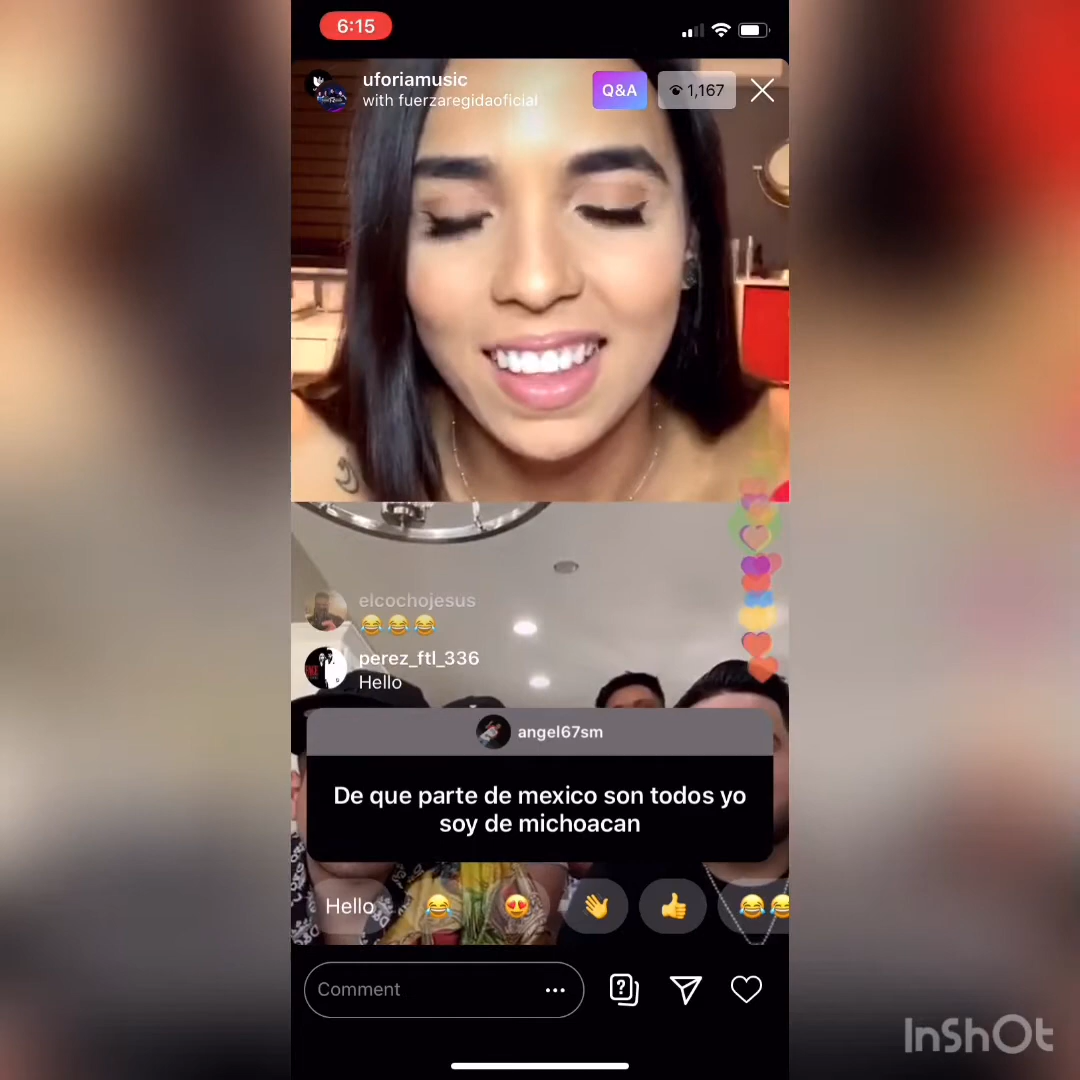 6:15
uforiamusic
with fuerzaregidaoficial
Q&A
1,167
elcochojesus
😂😂😂
perez_ftl_336
Hello
angel67sm
De que parte de mexico son todos yo
soy de michoacan
Hello
Comment
InShOt